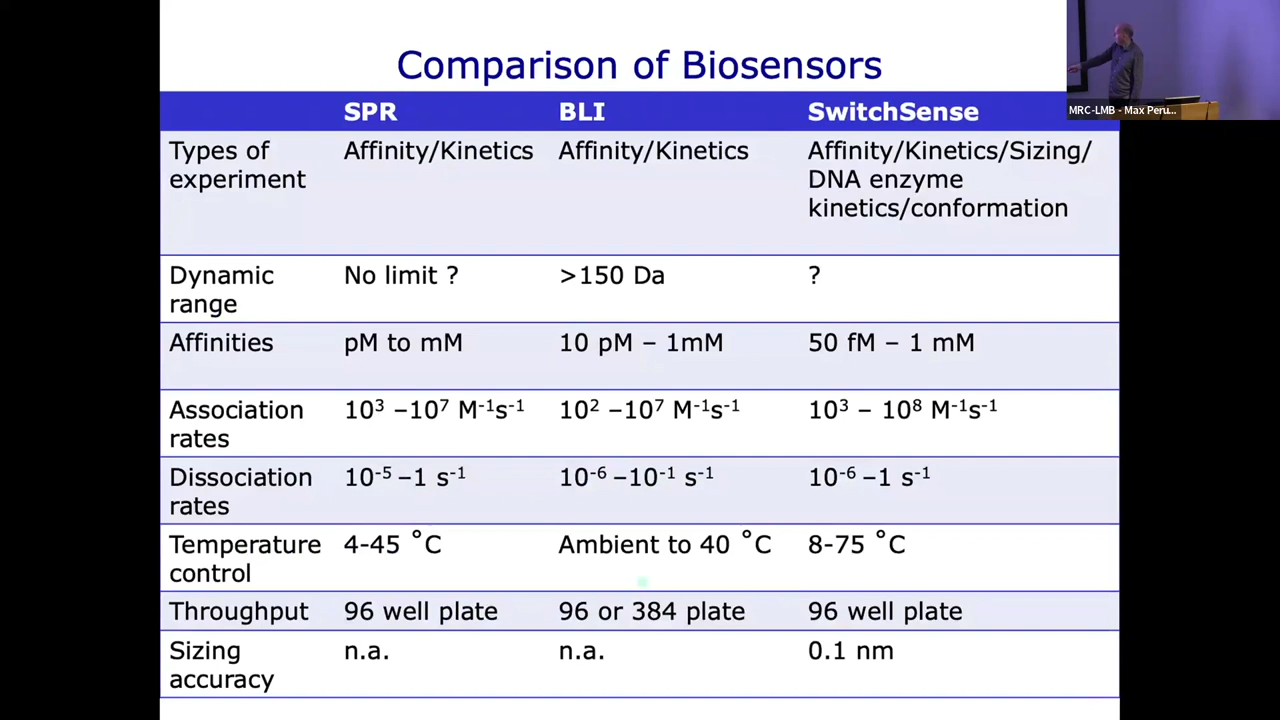 Comparison of Biosensors
MRC-LMB - Max Peru...
SPR BLI SwitchSense
Types of experiment Affinity/Kinetics Affinity/Kinetics Affinity/Kinetics/Sizing/ DNA enzyme kinetics/conformation
Dynamic range No limit ? >150 Da ?
Affinities pM to mM 10 pM – 1mM 50 fM – 1 mM
Association rates 10³ –10⁷ M⁻¹s⁻¹ 10² –10⁷ M⁻¹s⁻¹ 10³ – 10⁸ M⁻¹s⁻¹
Dissociation rates 10⁻⁵ –1 s⁻¹ 10⁻⁶ –10⁻¹ s⁻¹ 10⁻⁶ –1 s⁻¹
Temperature control 4-45 ˚C Ambient to 40 ˚C 8-75 ˚C
Throughput 96 well plate 96 or 384 plate 96 well plate
Sizing accuracy n.a. n.a. 0.1 nm